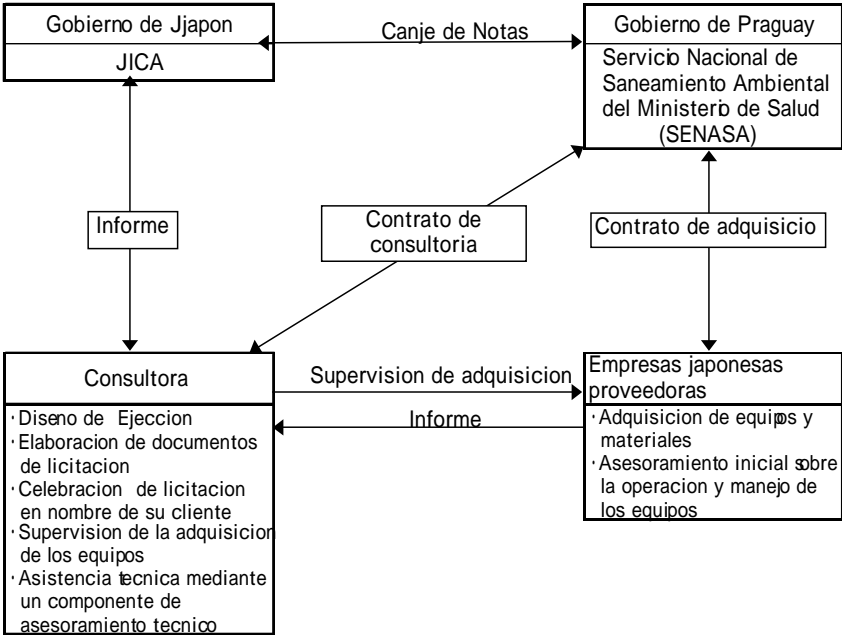 Gobierno de Jjapon
JICA
Canje de Notas
Gobierno de Praguay
Servicio Nacional de
Saneamiento Ambiental
del Ministerio de Salud
(SENASA)
Informe
Contrato de
consultoria
Contrato de adquisicio
Consultora
·Diseno de Ejeccion
·Elaboracion de documentos
de licitacion
·Celebracion de licitacion
en nombre de su cliente
·Supervision de la adquisicion
de los equipos
·Asistencia tecnica mediante
un componente de
asesoramiento tecnico
Supervision de adquisicion
Informe
Empresas japonesas
proveedoras
·Adquisicion de equipos y
materiales
·Asesoramiento inicial sobre
la operacion y manejo de
los equipos